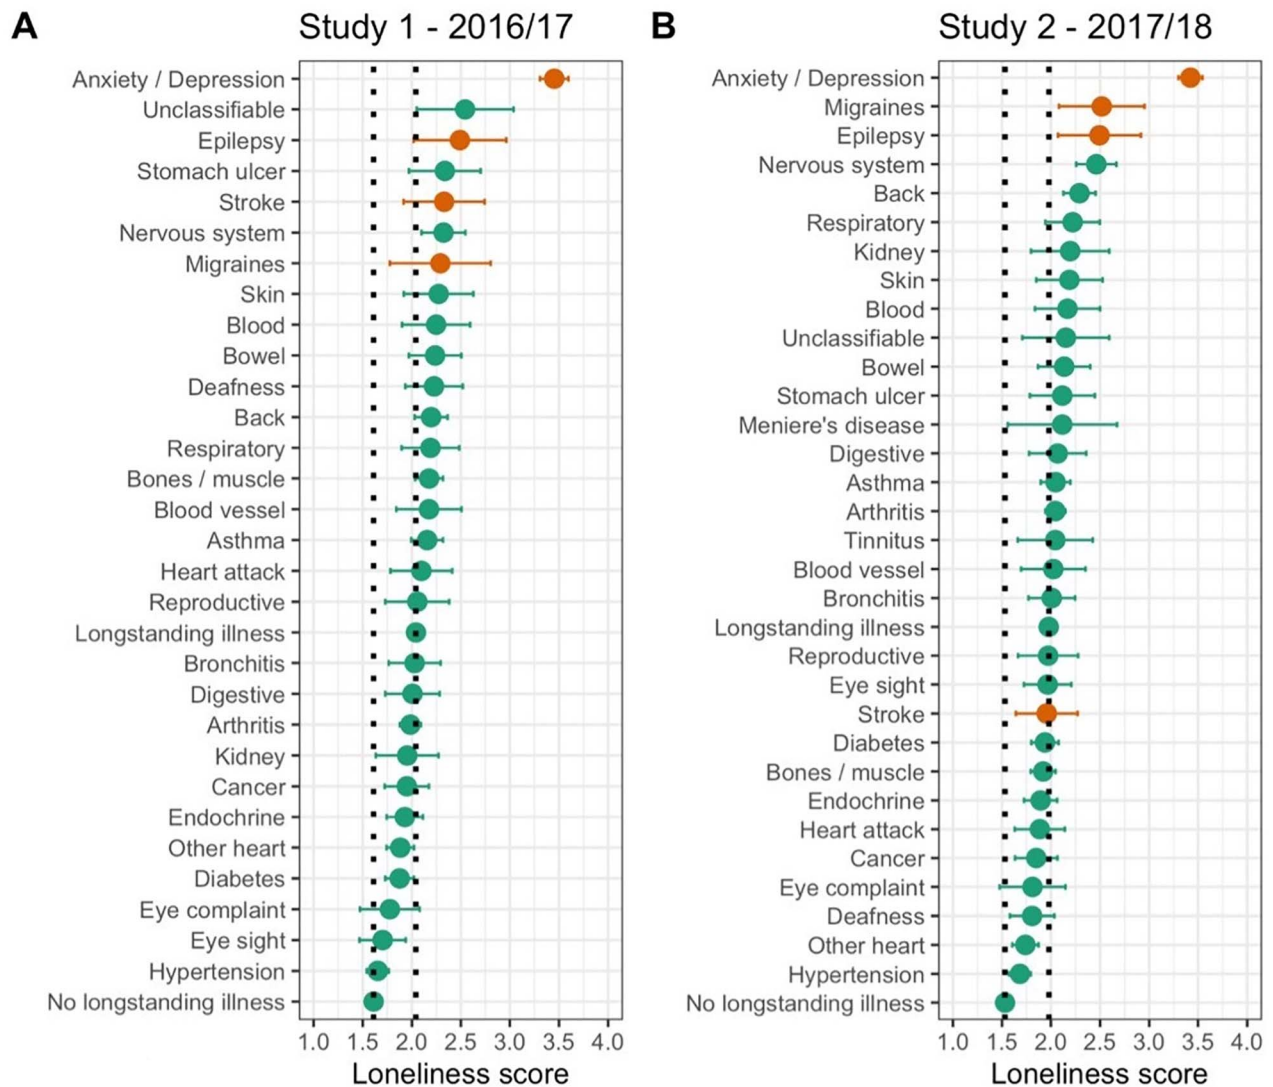 A
Study 1 - 2016/17
Anxiety / Depression
Unclassifiable
Epilepsy
Stomach ulcer
Stroke
Nervous system
Migraines
Skin
Blood
Bowel
Deafness
Back
Respiratory
Bones / muscle
Blood vessel
Asthma
Heart attack
Reproductive
Longstanding illness
Bronchitis
Digestive
Arthritis
Kidney
Cancer
Endocrine
Other heart
Diabetes
Eye complaint
Eye sight
Hypertension
No longstanding illness
1.0 1.5 2.0 2.5 3.0 3.5 4.0
Loneliness score
B
Study 2 - 2017/18
Anxiety / Depression
Migraines
Epilepsy
Nervous system
Back
Respiratory
Kidney
Skin
Blood
Unclassifiable
Bowel
Stomach ulcer
Meniere's disease
Digestive
Asthma
Arthritis
Tinnitus
Blood vessel
Bronchitis
Longstanding illness
Reproductive
Eye sight
Stroke
Diabetes
Bones / muscle
Endocrine
Heart attack
Cancer
Eye complaint
Deafness
Other heart
Hypertension
No longstanding illness
1.0 1.5 2.0 2.5 3.0 3.5 4.0
Loneliness score